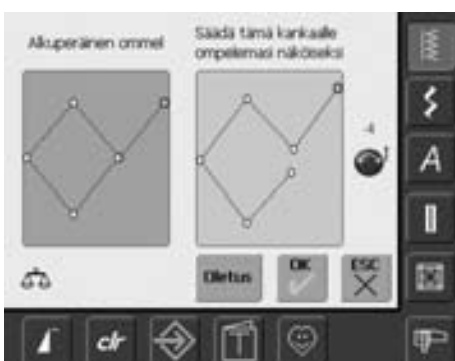 Alkuperäinen ommel
Säädä tämä kankaalle
ompelemasi näköiseksi
-4
A
Oletus
OK
ESC
clr